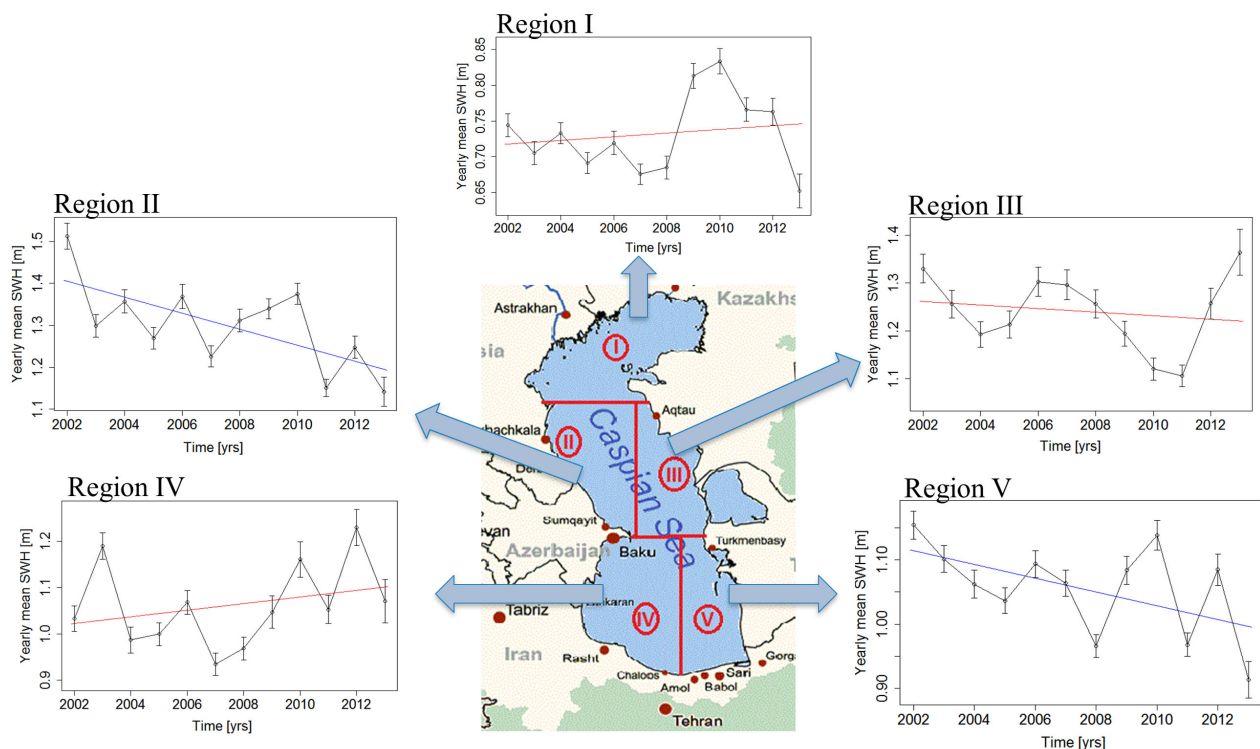 Region I
Yearly mean SWH [m]
0.85
0.80
0.75
0.70
0.65
2002 2004 2006 2008 2010 2012
Time [yrs]
Region II
Yearly mean SWH [m]
1.5
1.4
1.3
1.2
1.1
2002 2004 2006 2008 2010 2012
Time [yrs]
Region III
Yearly mean SWH [m]
1.4
1.3
1.2
1.1
2002 2004 2006 2008 2010 2012
Time [yrs]
Kazakhs
Astrakhan
sia
I
Aqtau
bachkala
II
Caspian Sea
III
Sumqayit
Azerbaijan
Baku
Turkmenbasy
T
Tabriz
IV
V
Iran
Rasht
Chaloos
Sari
Gorga
Amol
Babol
Tehran
Region IV
Yearly mean SWH [m]
1.2
1.1
1.0
0.9
2002 2004 2006 2008 2010 2012
Time [yrs]
Region V
Yearly mean SWH [m]
1.10
1.00
0.90
2002 2004 2006 2008 2010 2012
Time [yrs]